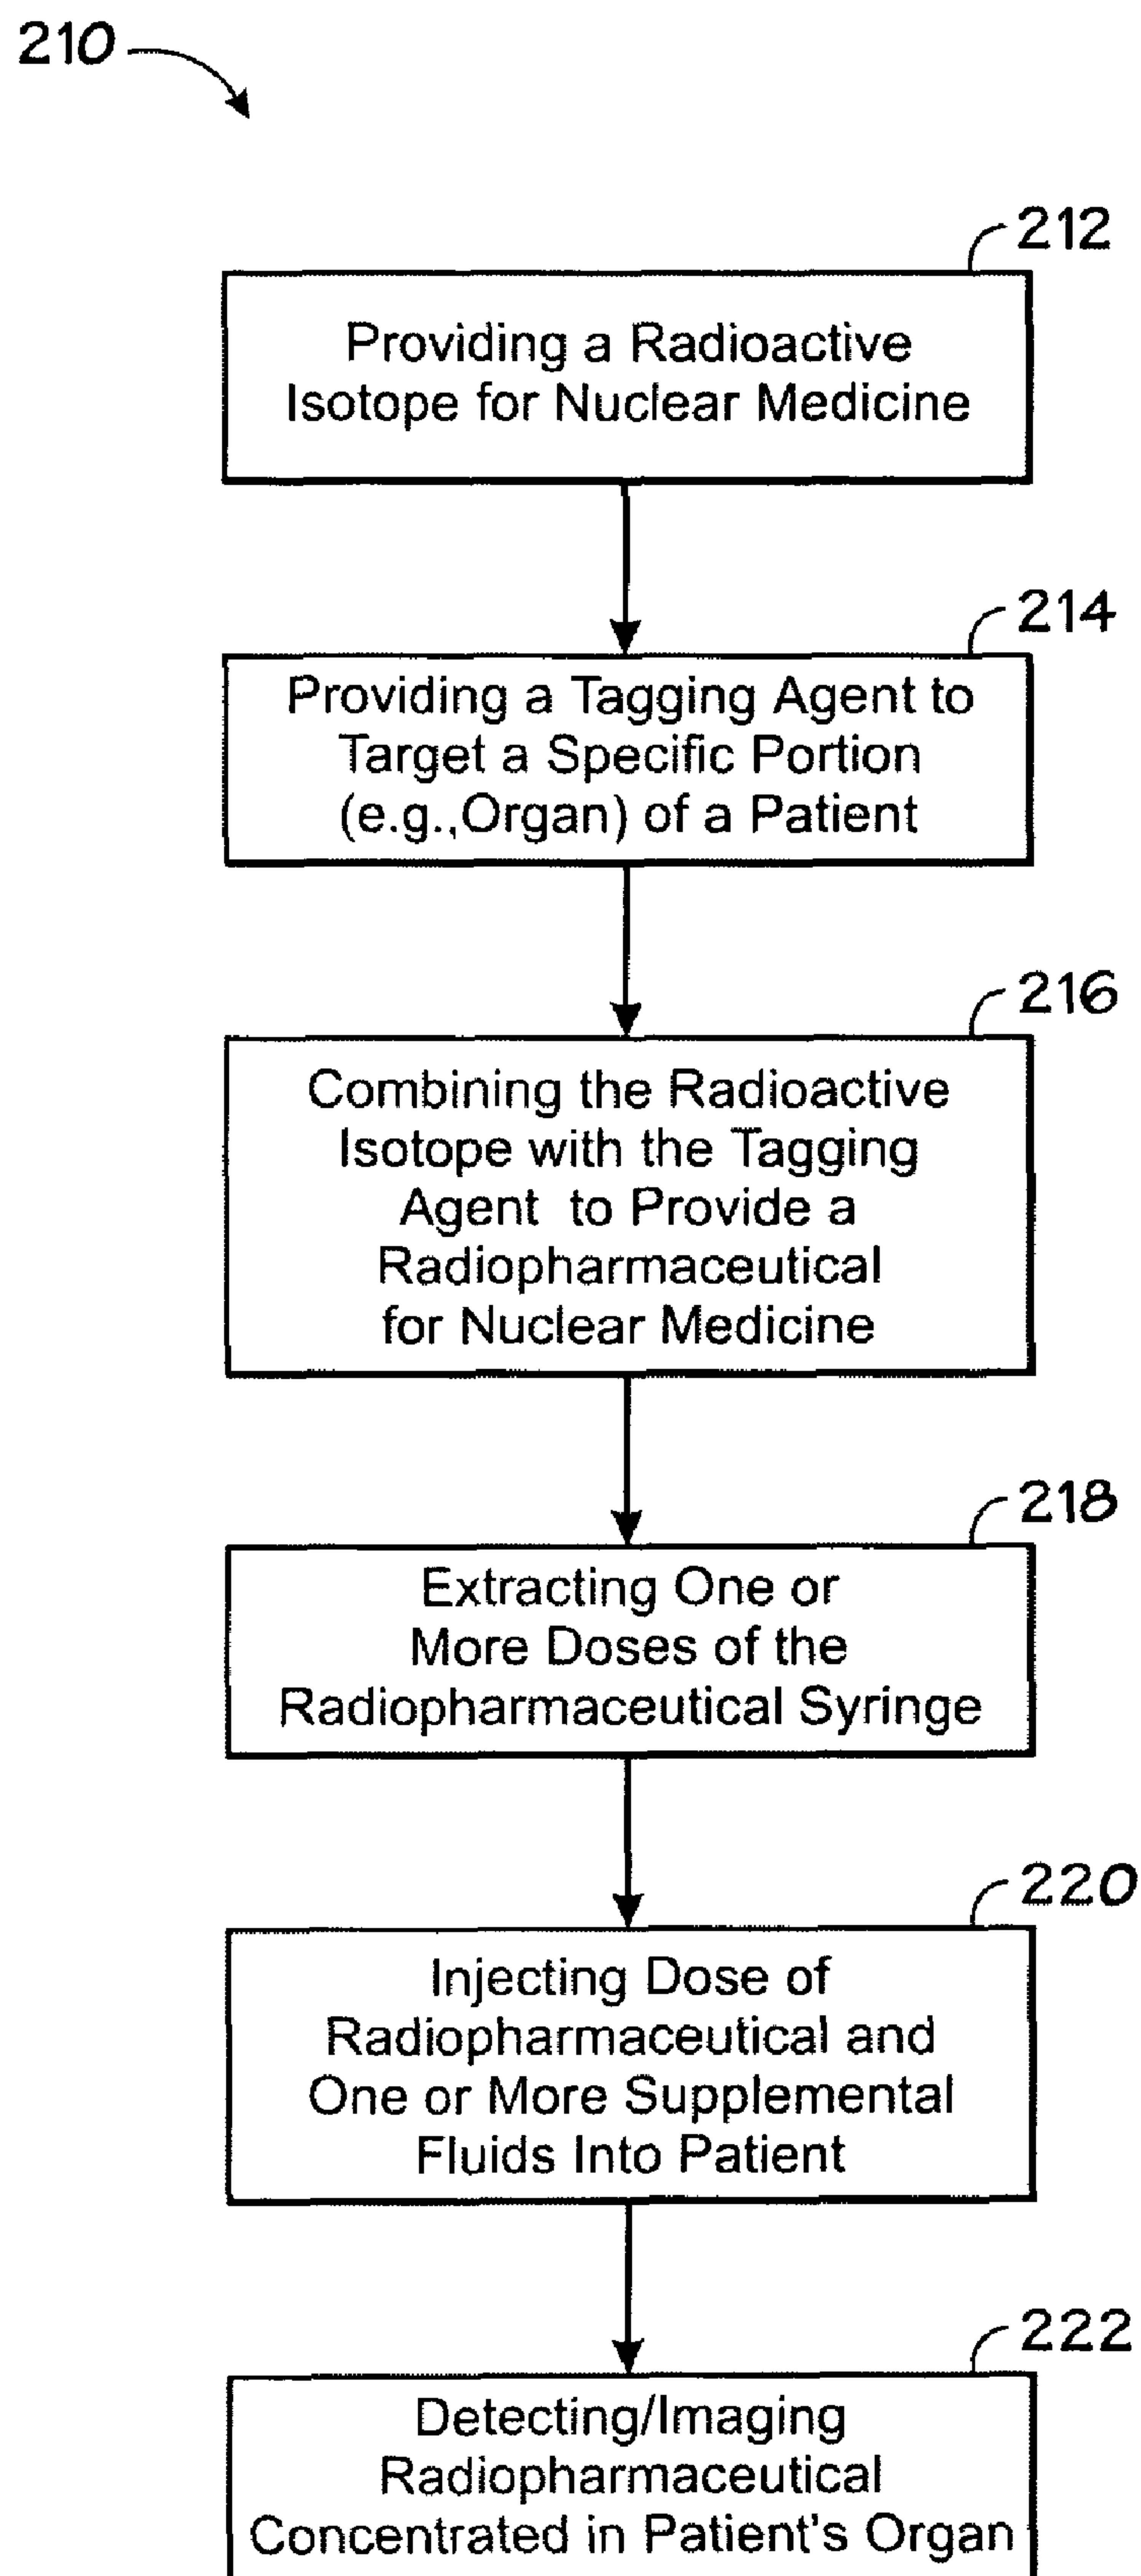 210
212
Providing a Radioactive
Isotope for Nuclear Medicine
214
Providing a Tagging Agent to
Target a Specific Portion
(e.g.,Organ) of a Patient
216
Combining the Radioactive
Isotope with the Tagging
Agent to Provide a
Radiopharmaceutical
for Nuclear Medicine
218
Extracting One or
More Doses of the
Radiopharmaceutical Syringe
220
Injecting Dose of
Radiopharmaceutical and
One or More Supplemental
Fluids Into Patient
222
Detecting/Imaging
Radiopharmaceutical
Concentrated in Patient's Organ